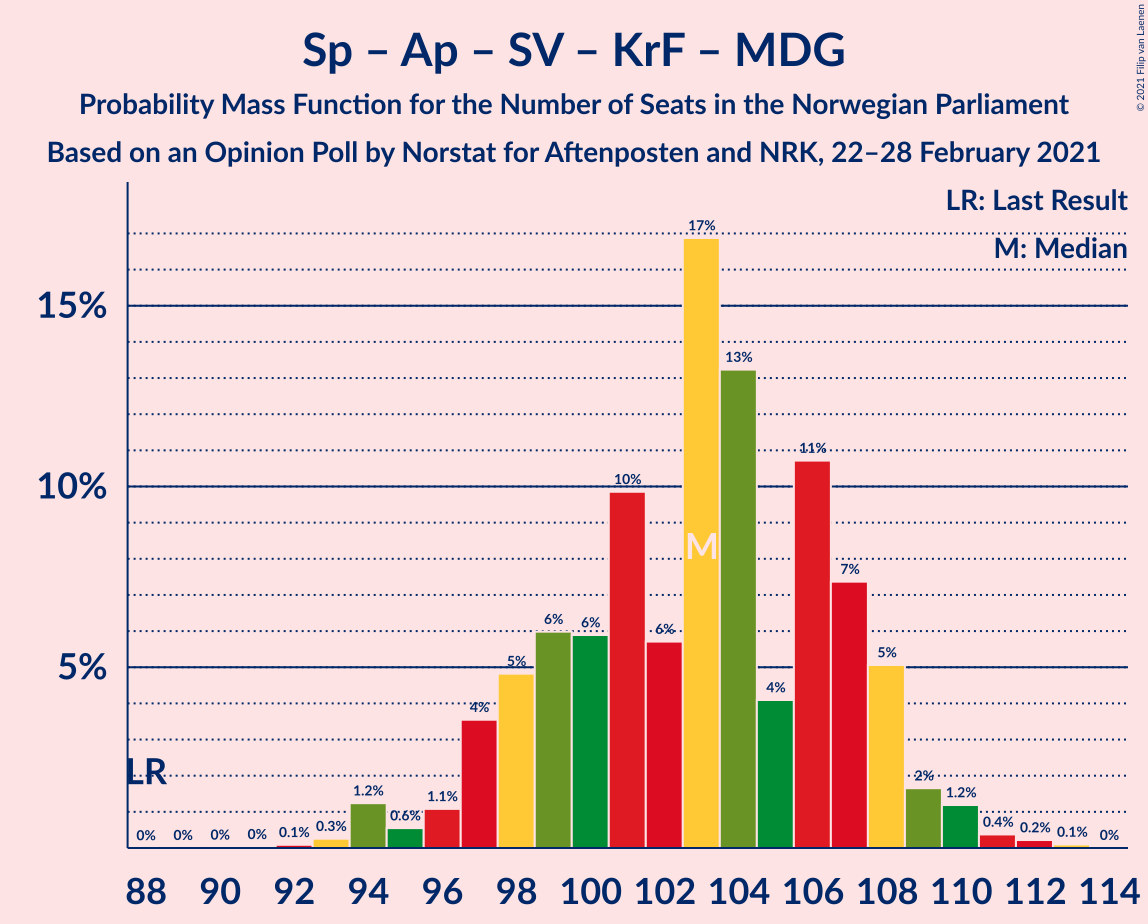 Sp – Ap – SV – KrF – MDG
Probability Mass Function for the Number of Seats in the Norwegian Parliament
Based on an Opinion Poll by Norstat for Aftenposten and NRK, 22–28 February 2021
© 2021 Filip van Laenen
LR: Last Result
M: Median
15%
10%
5%
LR
M
0% 0% 0% 0% 0.1% 0.3% 1.2% 0.6% 1.1% 4% 5% 6% 6% 10% 6% 17% 13% 4% 11% 7% 5% 2% 1.2% 0.4% 0.2% 0.1% 0%
88 90 92 94 96 98 100 102 104 106 108 110 112 114